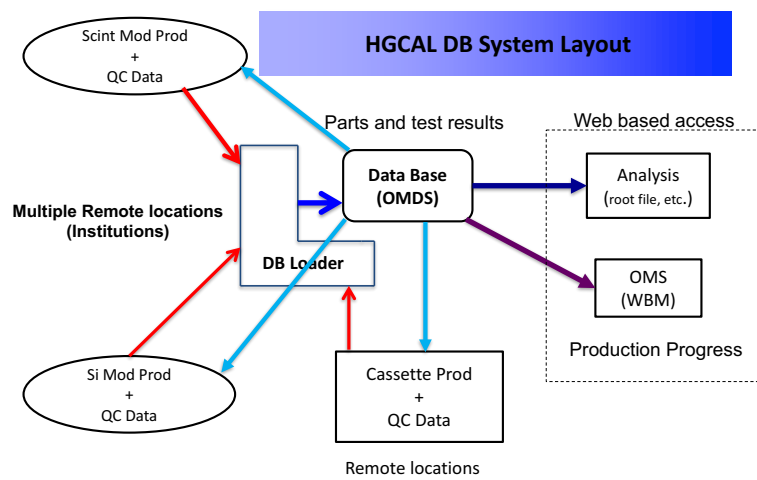 Scint Mod Prod
+
QC Data
HGCAL DB System Layout
Parts and test results
Web based access
Data Base
(OMDS)
Analysis
(root file, etc.)
Multiple Remote locations
(Institutions)
DB Loader
OMS
(WBM)
Production Progress
Si Mod Prod
+
QC Data
Cassette Prod
+
QC Data
Remote locations